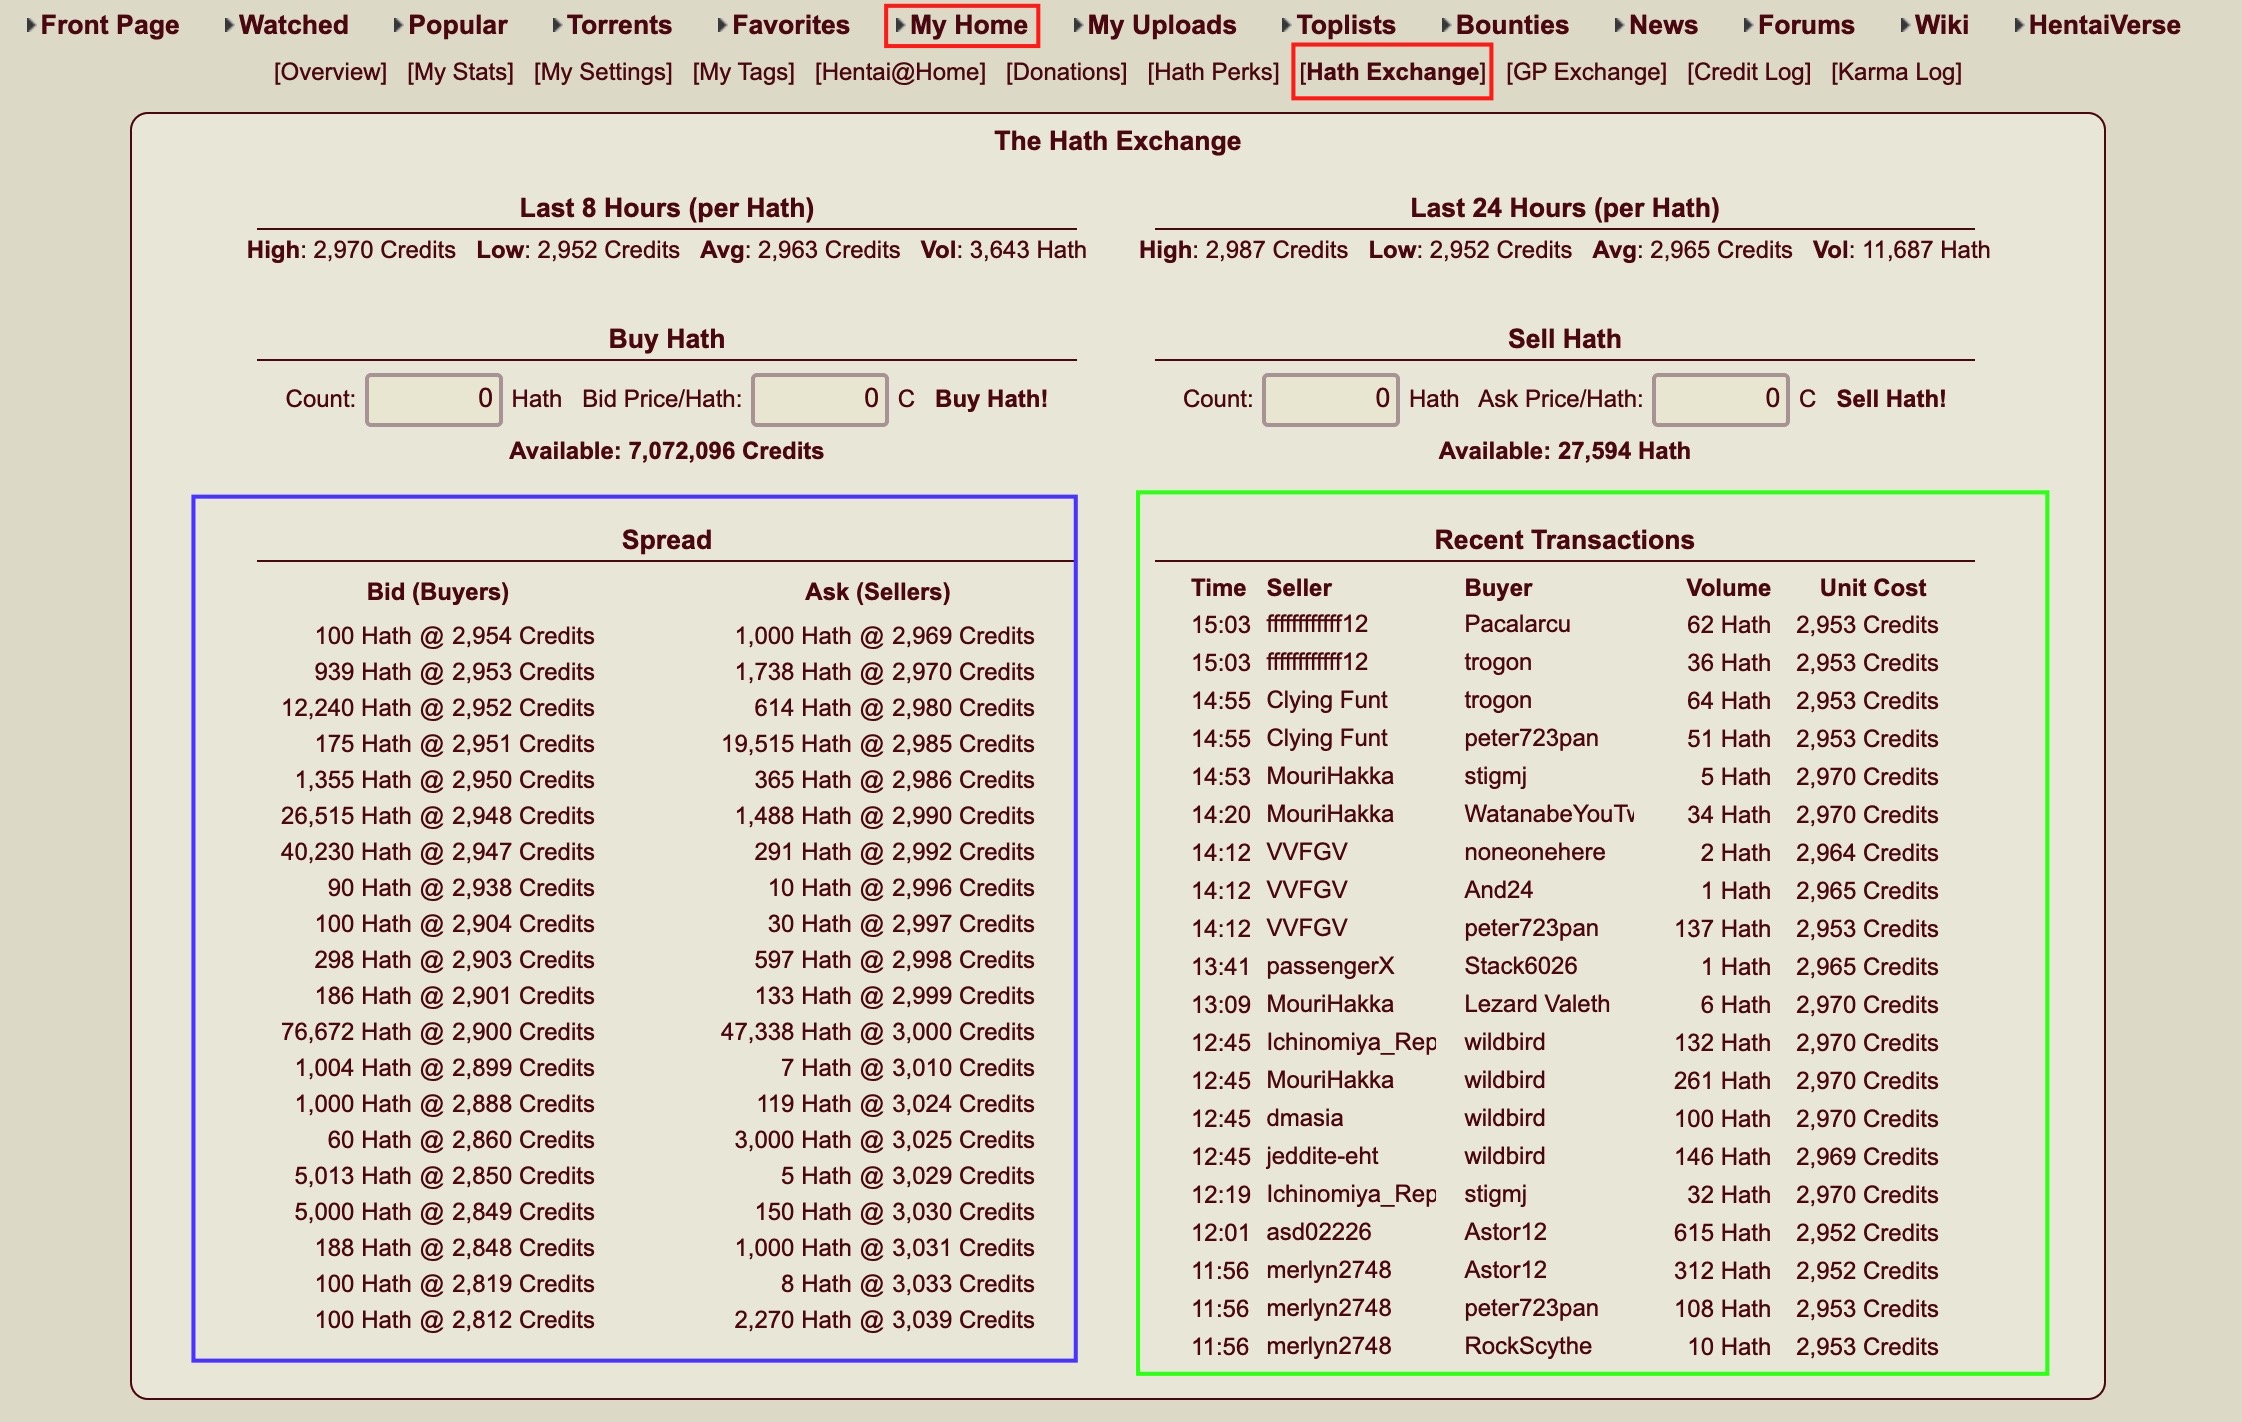 Front Page Watched Popular Torrents Favorites My Home My Uploads Toplists Bounties News Forums Wiki HentaiVerse
[Overview] [My Stats] [My Settings] [My Tags] [Hentai@Home] [Donations] [Hath Perks] [Hath Exchange] [GP Exchange] [Credit Log] [Karma Log]
The Hath Exchange
Last 8 Hours (per Hath)
High: 2,970 Credits Low: 2,952 Credits Avg: 2,963 Credits Vol: 3,643 Hath
Last 24 Hours (per Hath)
High: 2,987 Credits Low: 2,952 Credits Avg: 2,965 Credits Vol: 11,687 Hath
Buy Hath
Count: 0 Hath Bid Price/Hath: 0 C Buy Hath!
Available: 7,072,096 Credits
Sell Hath
Count: 0 Hath Ask Price/Hath: 0 C Sell Hath!
Available: 27,594 Hath
Spread
Bid (Buyers) Ask (Sellers)
100 Hath @ 2,954 Credits 1,000 Hath @ 2,969 Credits
939 Hath @ 2,953 Credits 1,738 Hath @ 2,970 Credits
12,240 Hath @ 2,952 Credits 614 Hath @ 2,980 Credits
175 Hath @ 2,951 Credits 19,515 Hath @ 2,985 Credits
1,355 Hath @ 2,950 Credits 365 Hath @ 2,986 Credits
26,515 Hath @ 2,948 Credits 1,488 Hath @ 2,990 Credits
40,230 Hath @ 2,947 Credits 291 Hath @ 2,992 Credits
90 Hath @ 2,938 Credits 10 Hath @ 2,996 Credits
100 Hath @ 2,904 Credits 30 Hath @ 2,997 Credits
298 Hath @ 2,903 Credits 597 Hath @ 2,998 Credits
186 Hath @ 2,901 Credits 133 Hath @ 2,999 Credits
76,672 Hath @ 2,900 Credits 47,338 Hath @ 3,000 Credits
1,004 Hath @ 2,899 Credits 7 Hath @ 3,010 Credits
1,000 Hath @ 2,888 Credits 119 Hath @ 3,024 Credits
60 Hath @ 2,860 Credits 3,000 Hath @ 3,025 Credits
5,013 Hath @ 2,850 Credits 5 Hath @ 3,029 Credits
5,000 Hath @ 2,849 Credits 150 Hath @ 3,030 Credits
188 Hath @ 2,848 Credits 1,000 Hath @ 3,031 Credits
100 Hath @ 2,819 Credits 8 Hath @ 3,033 Credits
100 Hath @ 2,812 Credits 2,270 Hath @ 3,039 Credits
Recent Transactions
Time Seller Buyer Volume Unit Cost
15:03 Pacalarcu 62 Hath 2,953 Credits
15:03 trogon 36 Hath 2,953 Credits
14:55 Clying Funt trogon 64 Hath 2,953 Credits
14:55 Clying Funt peter723pan 51 Hath 2,953 Credits
14:53 MouriHakka stigmj 5 Hath 2,970 Credits
14:20 MouriHakka 34 Hath 2,970 Credits
14:12 VVFGV noneonehere 2 Hath 2,964 Credits
14:12 VVFGV And24 1 Hath 2,965 Credits
14:12 VVFGV peter723pan 137 Hath 2,953 Credits
13:41 passengerX Stack6026 1 Hath 2,965 Credits
13:09 MouriHakka Lezard Valeth 6 Hath 2,970 Credits
12:45 Ichinomiya_Rep wildbird 132 Hath 2,970 Credits
12:45 MouriHakka wildbird 261 Hath 2,970 Credits
12:45 dmasia wildbird 100 Hath 2,970 Credits
12:45 jeddite-eht wildbird 146 Hath 2,969 Credits
12:19 Ichinomiya_Rep stigmj 32 Hath 2,970 Credits
12:01 asd02226 Astor12 615 Hath 2,952 Credits
11:56 merlyn2748 Astor12 312 Hath 2,952 Credits
11:56 merlyn2748 peter723pan 108 Hath 2,953 Credits
11:56 merlyn2748 RockScythe 10 Hath 2,953 Credits